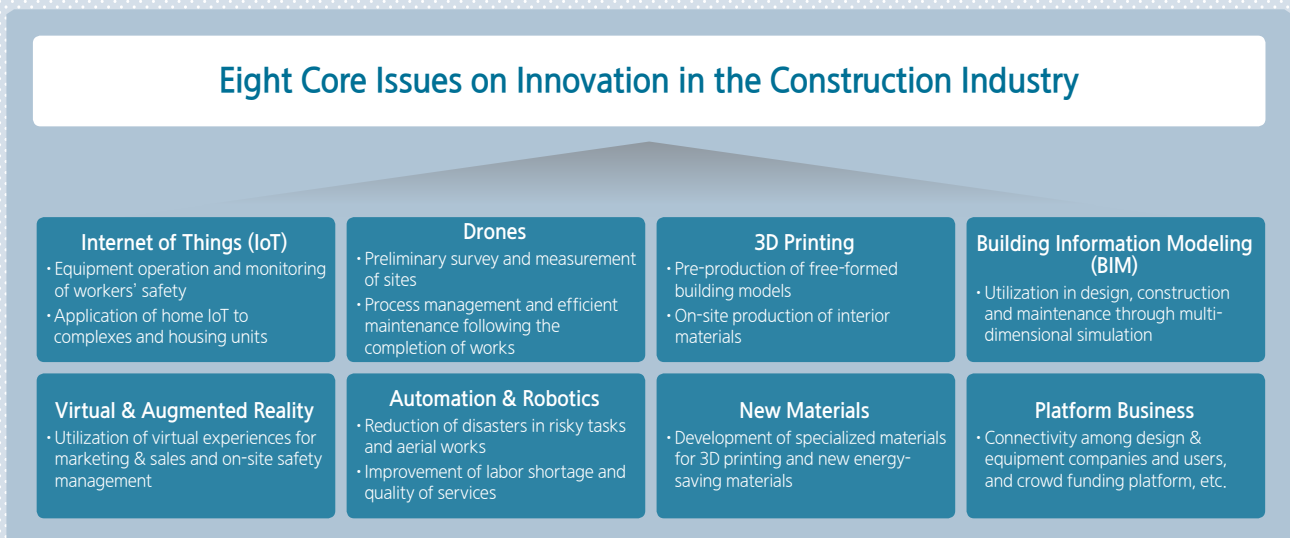 Eight Core Issues on Innovation in the Construction Industry
Internet of Things (IoT)
· Equipment operation and monitoring
of workers' safety
· Application of home IoT to
complexes and housing units
Drones
· Preliminary survey and measurement
of sites
· Process management and efficient
maintenance following the
completion of works
3D Printing
· Pre-production of free-formed
building models
· On-site production of interior
materials
Building Information Modeling
(BIM)
· Utilization in design, construction
and maintenance through multi-
dimensional simulation
Virtual & Augmented Reality
· Utilization of virtual experiences for
marketing & sales and on-site safety
management
Automation & Robotics
· Reduction of disasters in risky tasks
and aerial works
· Improvement of labor shortage and
quality of services
New Materials
· Development of specialized materials
for 3D printing and new energy-
saving materials
Platform Business
· Connectivity among design &
equipment companies and users,
and crowd funding platform, etc.